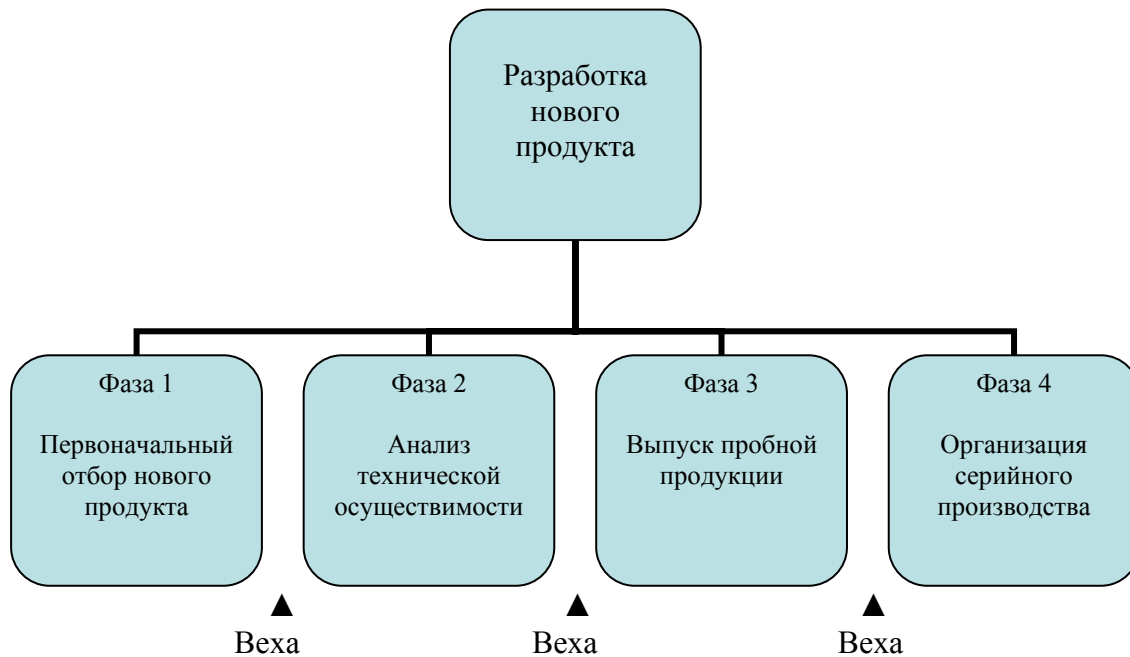 Разработка
нового
продукта
Фаза 1
Первоначальный
отбор нового
продукта
Фаза 2
Анализ
технической
осуществимости
Фаза 3
Выпуск пробной
продукции
Фаза 4
Организация
серийного
производства
Веха
Веха
Веха